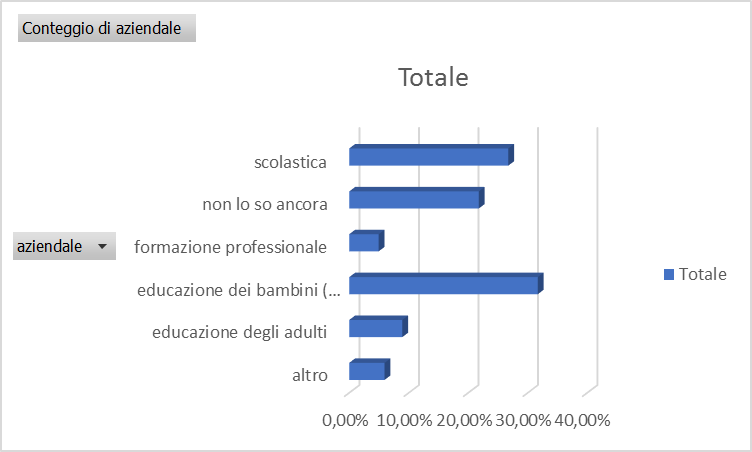 Conteggio di aziendale
Totale
scolastica
non lo so ancora
aziendale
formazione professionale
educazione dei bambini (...
Totale
educazione degli adulti
altro
0,00% 10,00% 20,00% 30,00% 40,00%